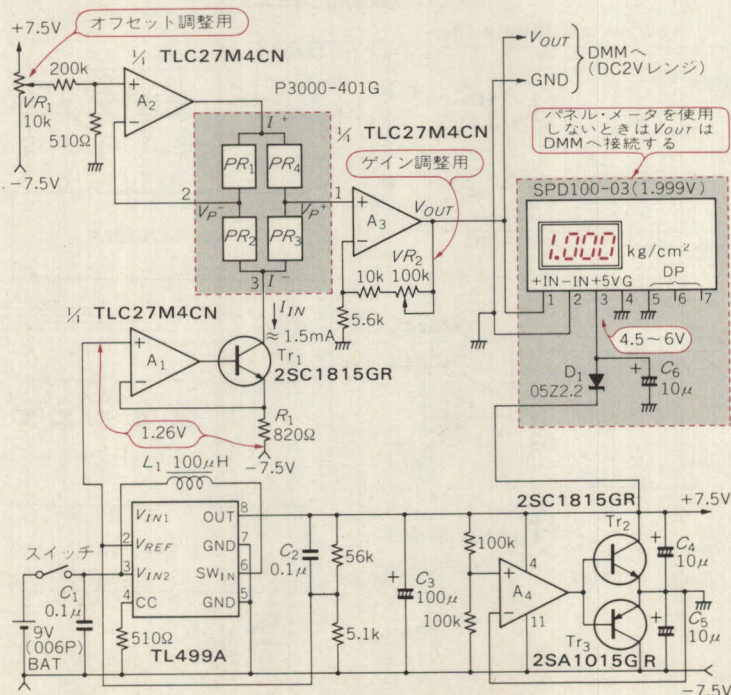 +7.5V
オフセット調整用
¼ TLC27M4CN
200k
VR1
10k
510Ω
A2
-7.5V
P3000-401G
I+
PR1
PR4
2
VP-
VP+
1
PR2
PR3
3
I-
IIN
≈1.5mA
¼ TLC27M4CN
ゲイン調整用
A3
VOUT
VR2
10k
100k
5.6k
VOUT
GND
DMMへ
(DC2Vレンジ)
パネル・メータを使用
しないときはVOUTは
DMMへ接続する
SPD100-03(1.999V)
1.000
kg/cm²
+IN
-IN
+5V
G
DP
1
2
3
4
5
6
7
4.5～6V
D1
05Z2.2
C6
10μ
¼ TLC27M4CN
A1
Tr1
2SC1815GR
1.26V
R1
820Ω
-7.5V
L1 100μH
スイッチ
VIN1
OUT
8
2
VREF
GND
7
3
VIN2
SWIN
6
4
CC
GND
5
C1
0.1μ
9V
(006P)
BAT
510Ω
TL499A
C2
0.1μ
56k
5.1k
C3
100μ
100k
100k
A4
4
11
2SC1815GR
Tr2
Tr3
2SA1015GR
+7.5V
C4
10μ
C5
10μ
-7.5V